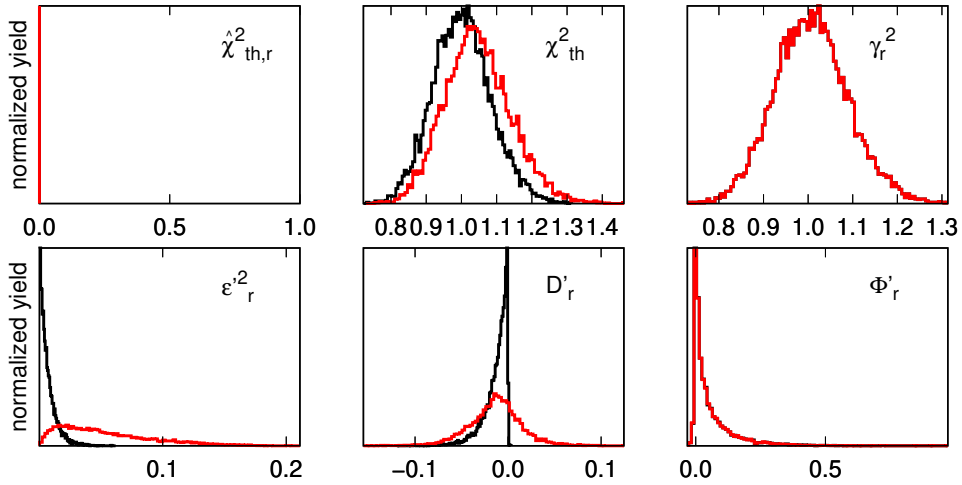 normalized yield
χ̂²th,r
χ²th
γr²
0.0 0.5 1.0
0.8 0.9 1.0 1.1 1.2 1.3 1.4
0.8 0.9 1.0 1.1 1.2 1.3
normalized yield
ε'²r
D'r
Φ'r
0.1 0.2
−0.1 0.0 0.1
0.0 0.5